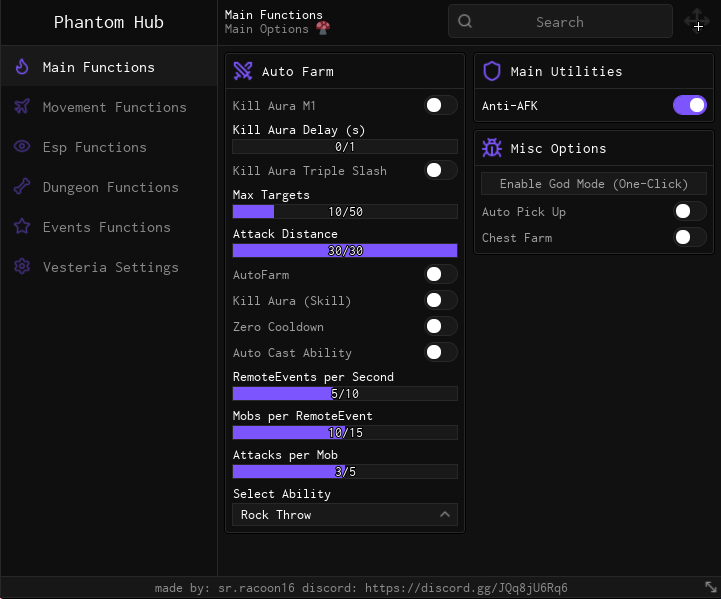 Phantom Hub
Main Functions
Main Options
Search
Main Functions
Movement Functions
Esp Functions
Dungeon Functions
Events Functions
Vesteria Settings
Auto Farm
Kill Aura M1
Kill Aura Delay (s)
0/1
Kill Aura Triple Slash
Max Targets
10/50
Attack Distance
30/30
AutoFarm
Kill Aura (Skill)
Zero Cooldown
Auto Cast Ability
RemoteEvents per Second
5/10
Mobs per RemoteEvent
10/15
Attacks per Mob
3/5
Select Ability
Rock Throw
Main Utilities
Anti-AFK
Misc Options
Enable God Mode (One-Click)
Auto Pick Up
Chest Farm
made by: sr.racoon16 discord: https://discord.gg/JQq8jU6Rq6